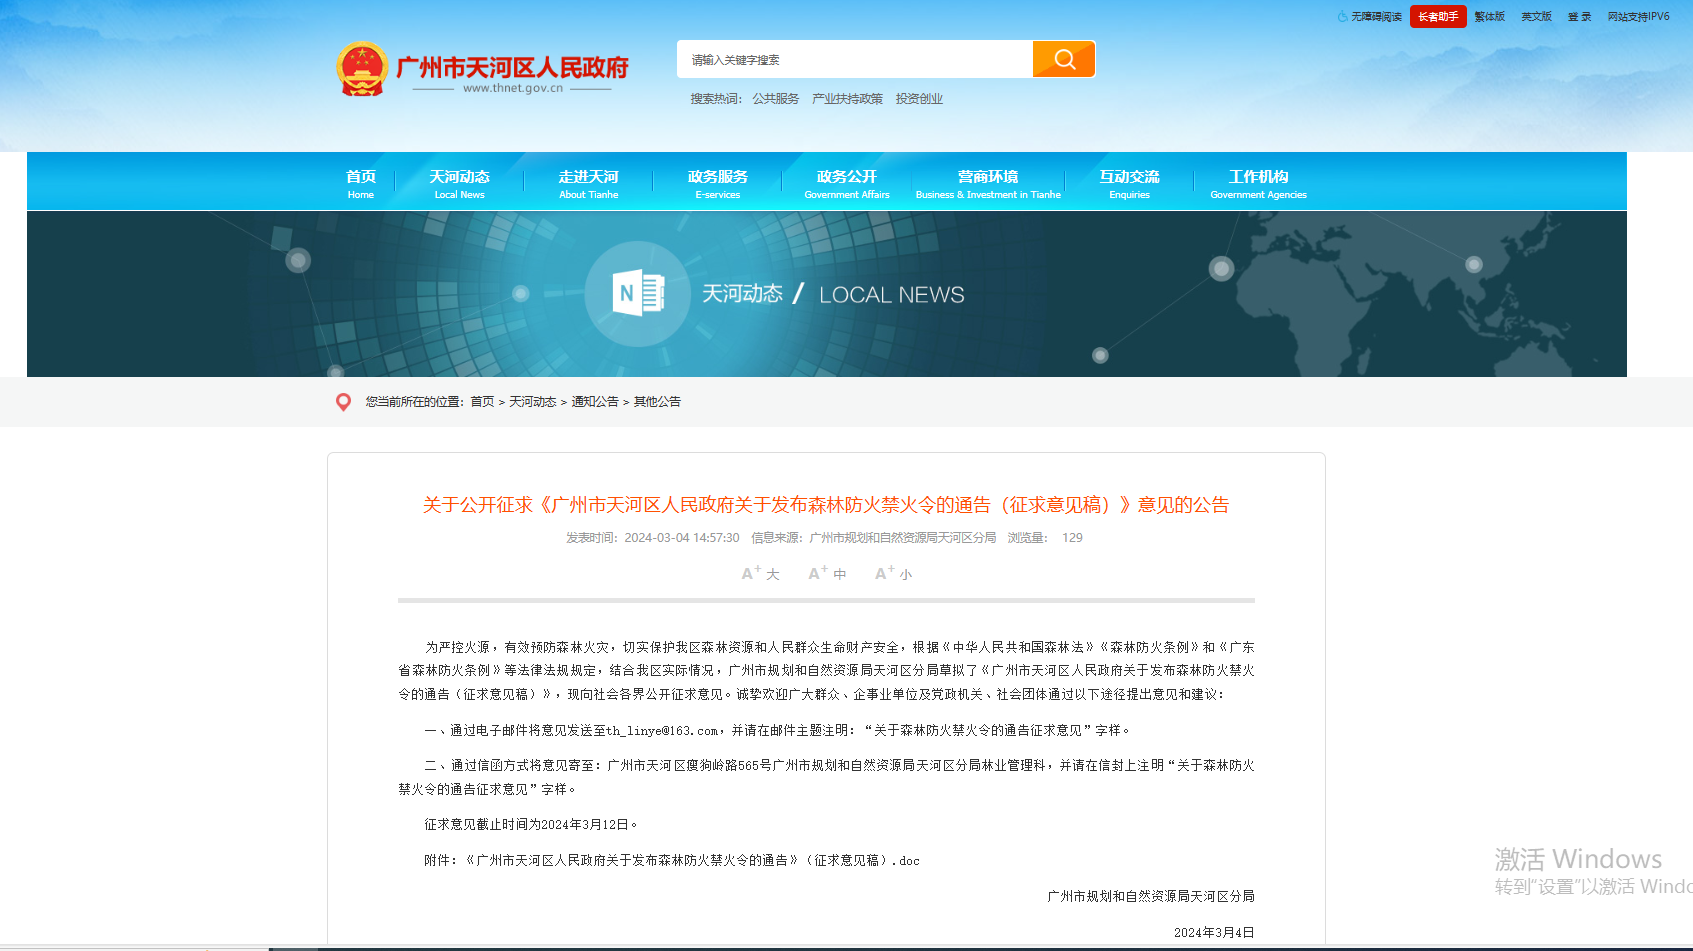 无障碍阅读 长者助手 繁体版 英文版 登 录 网站支持IPV6
广州市天河区人民政府
www.thnet.gov.cn
请输入关键字搜索
搜索热词： 公共服务 产业扶持政策 投资创业
首页 天河动态 走进天河 政务服务 政务公开 营商环境 互动交流 工作机构
Home Local News About Tianhe E-services Government Affairs Business & Investment in Tianhe Enquiries Government Agencies
N 天河动态 / LOCAL NEWS
您当前所在的位置：首页 > 天河动态 > 通知公告 > 其他公告
关于公开征求《广州市天河区人民政府关于发布森林防火禁火令的通告（征求意见稿）》意见的公告
发表时间：2024-03-04 14:57:30 信息来源：广州市规划和自然资源局天河区分局 浏览量： 129
A+ 大 A+ 中 A+ 小
为严控火源，有效预防森林火灾，切实保护我区森林资源和人民群众生命财产安全，根据《中华人民共和国森林法》《森林防火条例》和《广东
省森林防火条例》等法律法规规定，结合我区实际情况，广州市规划和自然资源局天河区分局草拟了《广州市天河区人民政府关于发布森林防火禁火
令的通告（征求意见稿）》，现向社会各界公开征求意见。诚挚欢迎广大群众、企事业单位及党政机关、社会团体通过以下途径提出意见和建议：
一、通过电子邮件将意见发送至th_linye@163.com，并请在邮件主题注明：“关于森林防火禁火令的通告征求意见”字样。
二、通过信函方式将意见寄至：广州市天河区瘦狗岭路565号广州市规划和自然资源局天河区分局林业管理科，并请在信封上注明“关于森林防火
禁火令的通告征求意见”字样。
征求意见截止时间为2024年3月12日。
附件：《广州市天河区人民政府关于发布森林防火禁火令的通告》（征求意见稿）.doc
广州市规划和自然资源局天河区分局
2024年3月4日
激活 Windows
转到“设置”以激活 Windo